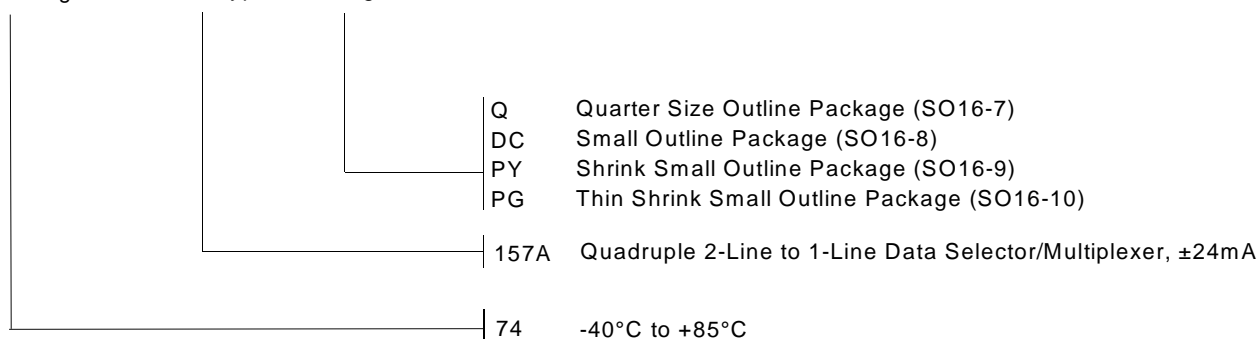 Q Quarter Size Outline Package (SO16-7)
DC Small Outline Package (SO16-8)
PY Shrink Small Outline Package (SO16-9)
PG Thin Shrink Small Outline Package (SO16-10)
157A Quadruple 2-Line to 1-Line Data Selector/Multiplexer, ±24mA
74 -40°C to +85°C